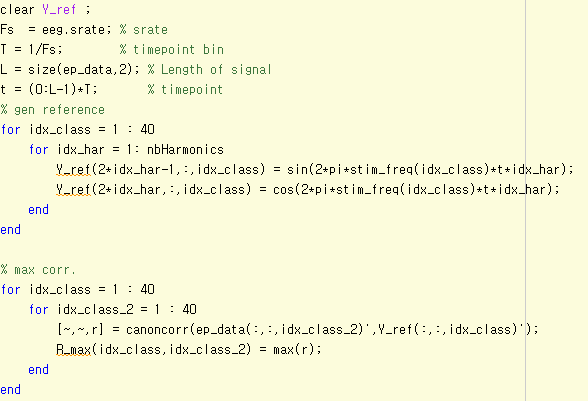 clear Y_ref ;
Fs  = eeg.srate; % srate
T = 1/Fs;        % timepoint bin
L = size(ep_data,2); % Length of signal
t = (0:L-1)*T;       % timepoint
% gen reference
for idx_class = 1 : 40
    for idx_har = 1: nbHarmonics
        Y_ref(2*idx_har-1,:,idx_class) = sin(2*pi*stim_freq(idx_class)*t*idx_har);
        Y_ref(2*idx_har,:,idx_class) = cos(2*pi*stim_freq(idx_class)*t*idx_har);
    end
end

% max corr.
for idx_class = 1 : 40
    for idx_class_2 = 1 : 40
        [~,~,r] = canoncorr(ep_data(:,:,idx_class_2)',Y_ref(:,:,idx_class)');
        R_max(idx_class,idx_class_2) = max(r);
    end
end